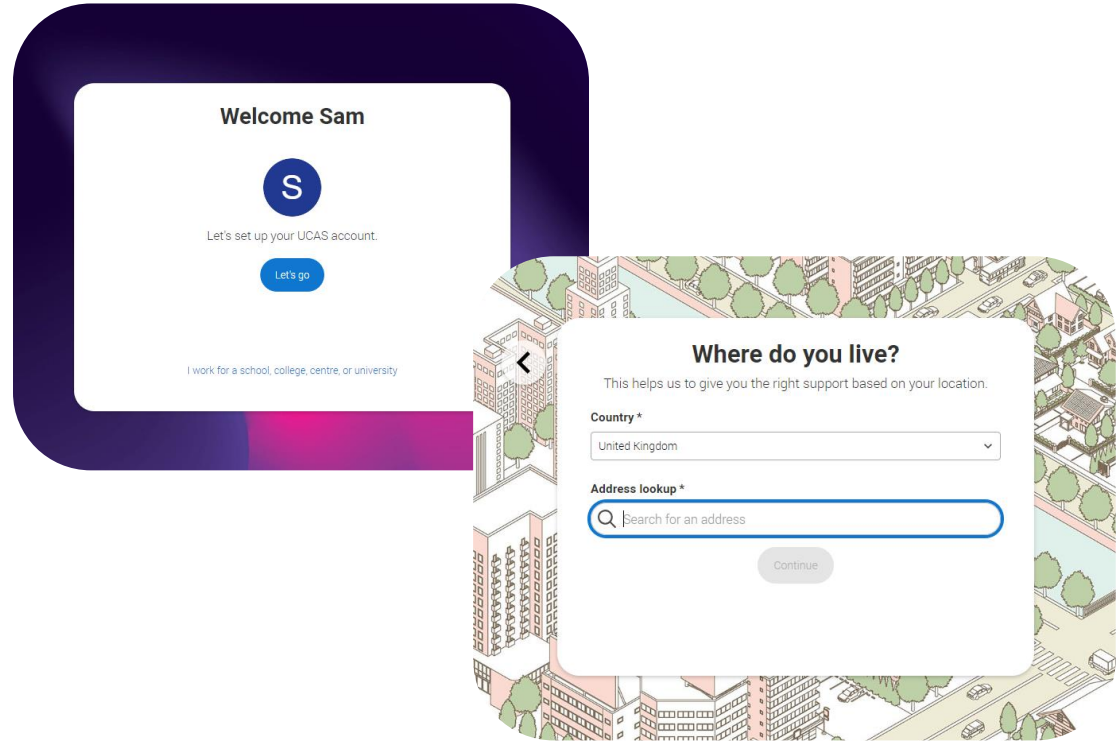 Welcome Sam
S
Let's set up your UCAS account.
Let's go
I work for a school, college, centre, or university
Where do you live?
This helps us to give you the right support based on your location.
Country *
United Kingdom
Address lookup *
Search for an address
Continue